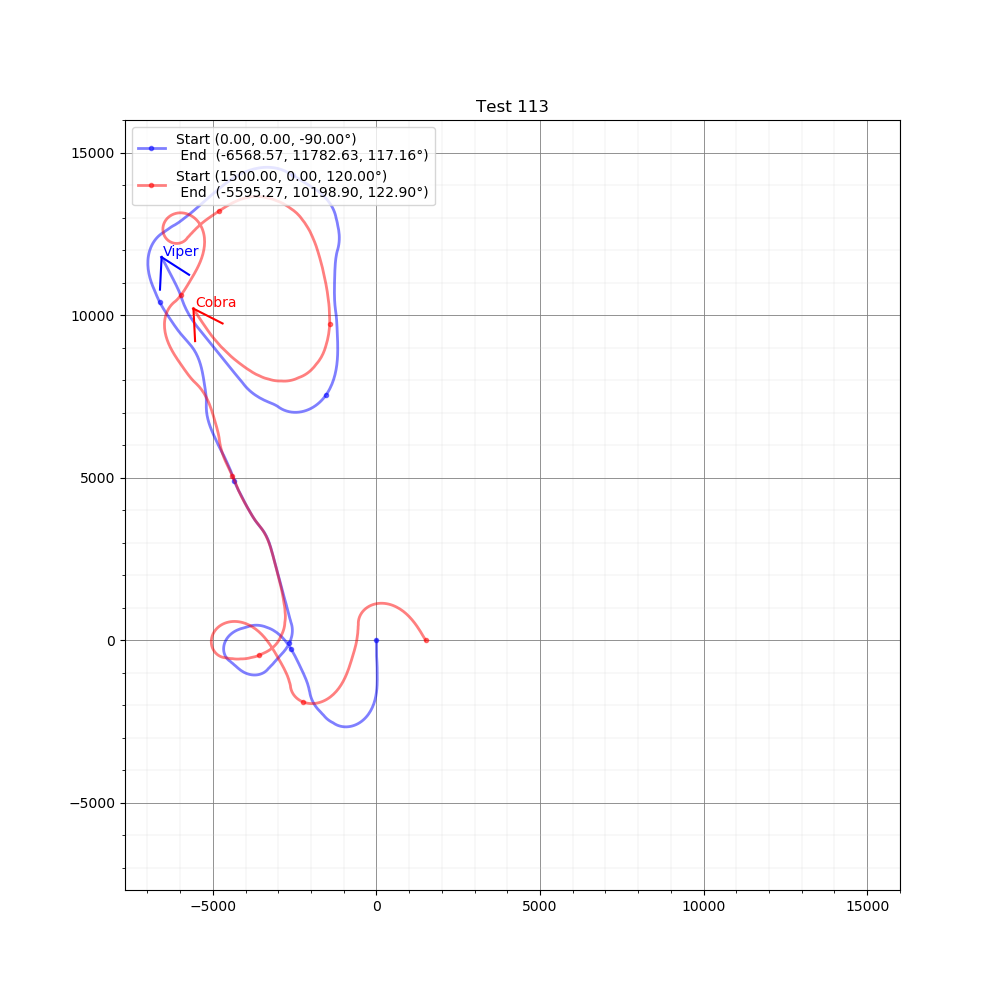 Test 113
Start (0.00, 0.00, -90.00°)
End (-6568.57, 11782.63, 117.16°)
Start (1500.00, 0.00, 120.00°)
End (-5595.27, 10198.90, 122.90°)
15000
Viper
Cobra
10000
5000
0
−5000
−5000 0 5000 10000 15000